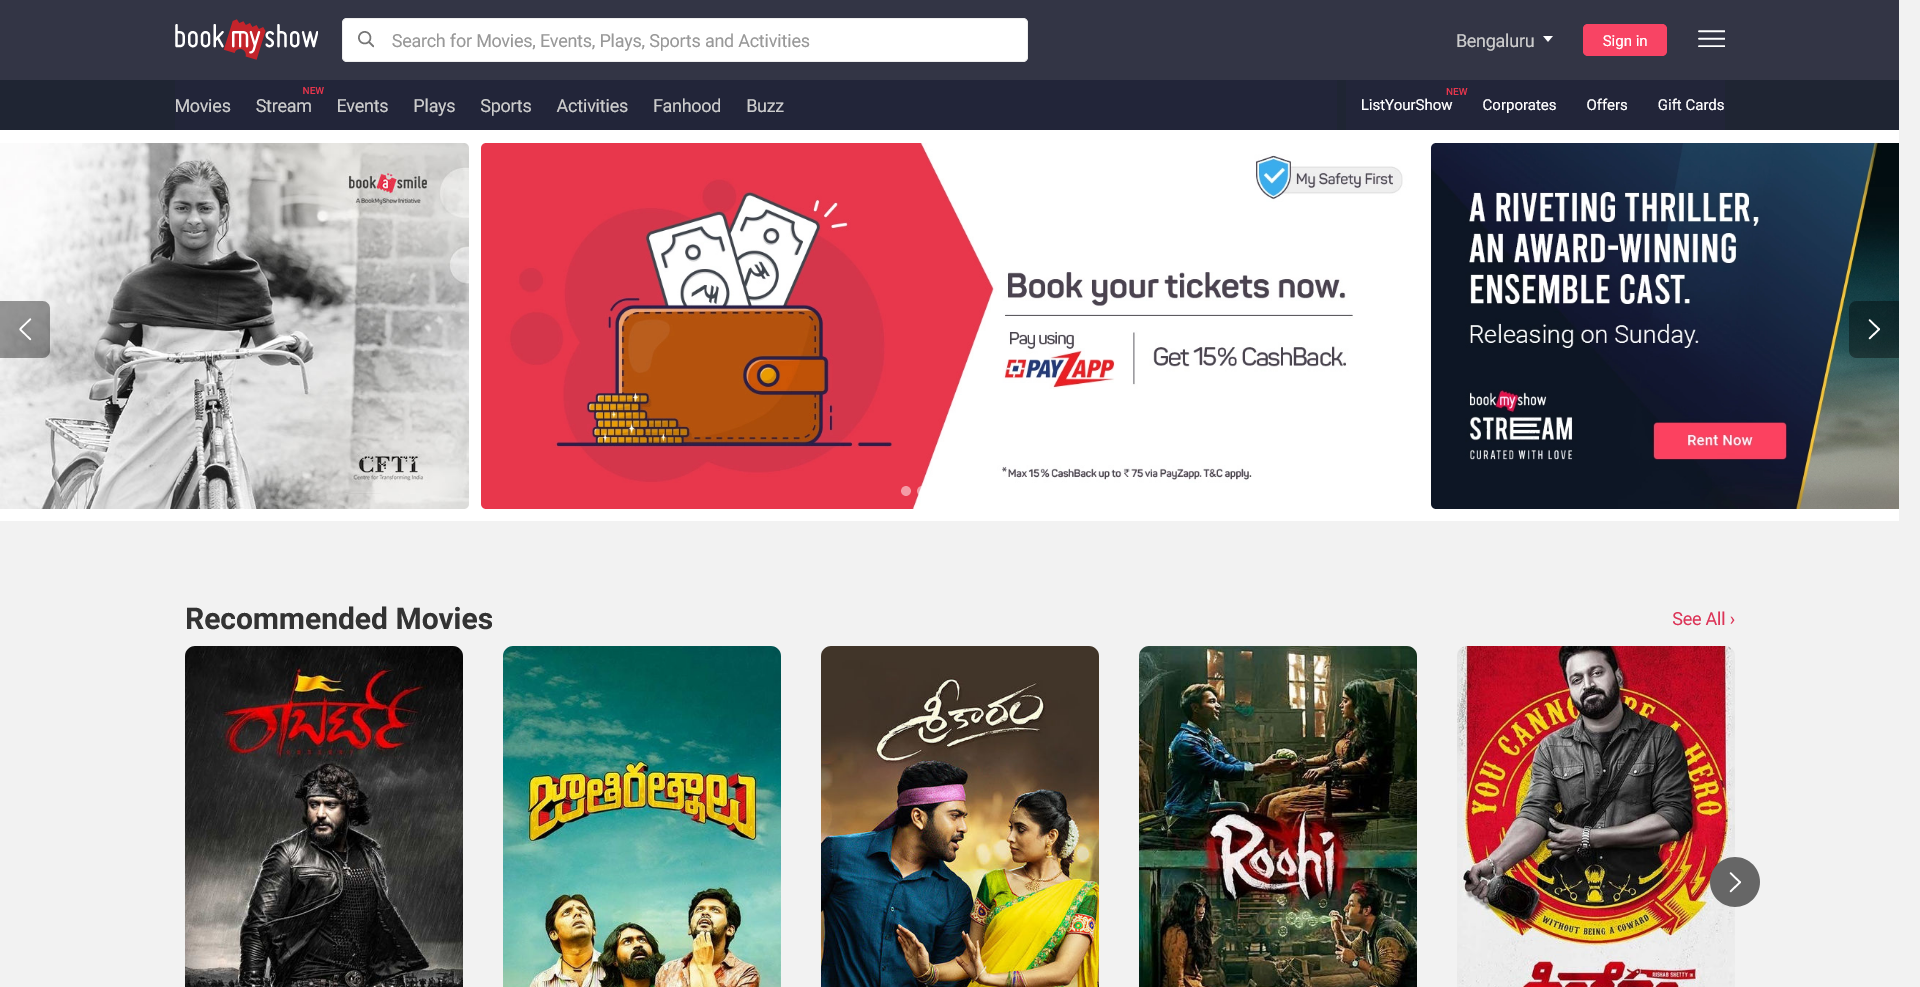 book my show
Search for Movies, Events, Plays, Sports and Activities
Bengaluru
Sign in
Movies
Stream
NEW
Events
Plays
Sports
Activities
Fanhood
Buzz
ListYourShow
NEW
Corporates
Offers
Gift Cards
book a smile
A BookMyShow Initiative
CFTI
Centre for Transforming India
My Safety First
Book your tickets now.
Pay using
PAYZAPP
Get 15% CashBack.
*Max 15% CashBack up to ₹ 75 via PayZapp. T&C apply.
A RIVETING THRILLER,
AN AWARD-WINNING
ENSEMBLE CAST.
Releasing on Sunday.
book my show
STREAM
CURATED WITH LOVE
Rent Now
Recommended Movies
See All ›
ರಾಬರ್ಟ್
జాతిరత్నాలు
శ్రీకారం
Roohi
WITHOUT BEING A COWARD
RISHAB SHETTY IN